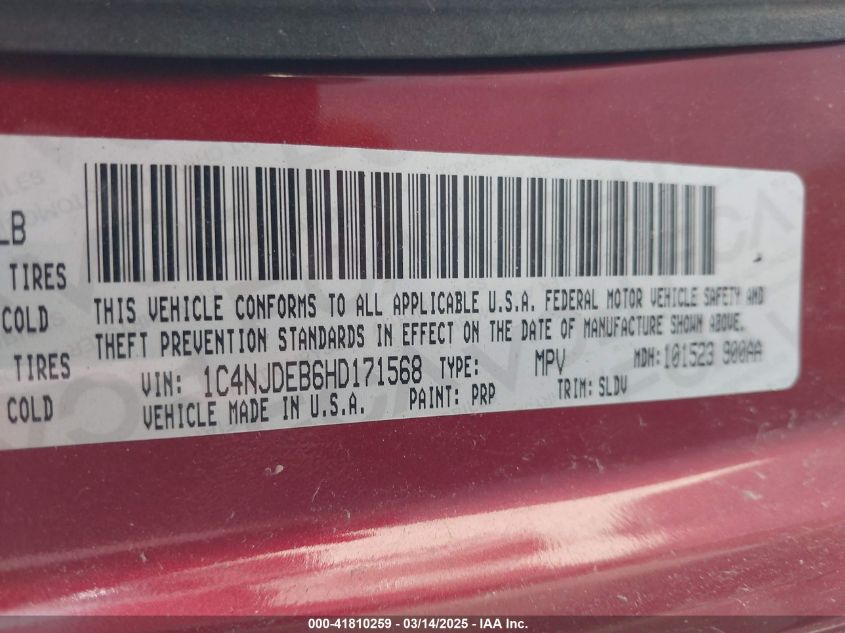 LB
TIRES
COLD
TIRES
COLD
THIS VEHICLE CONFORMS TO ALL APPLICABLE U.S.A. FEDERAL MOTOR VEHICLE SAFETY AND
THEFT PREVENTION STANDARDS IN EFFECT ON THE DATE OF MANUFACTURE SHOWN ABOVE.
VIN: 1C4NJDEB6HD171568 TYPE: MPV MDH: 101523 900AA
VEHICLE MADE IN U.S.A. PAINT: PRP TRIM: SLDV
000-41810259 - 03/14/2025 - IAA Inc.